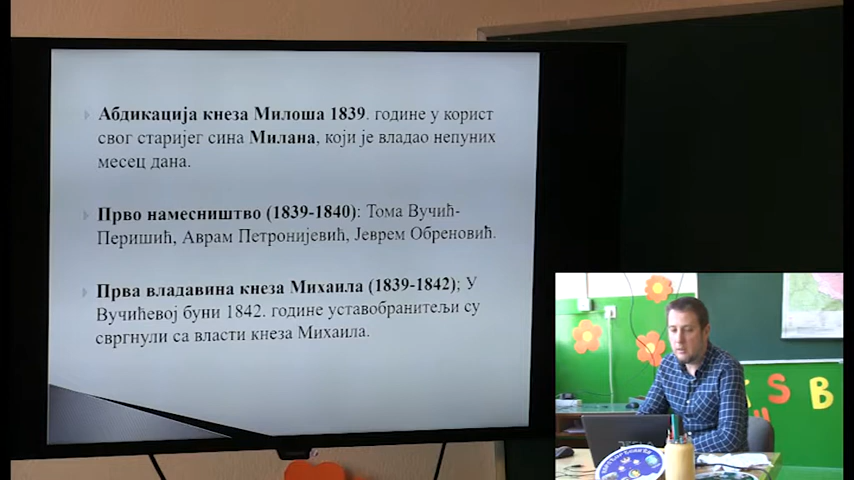 Абдикација кнеза Милоша 1839. године у корист
свог старијег сина Милана, који је владао непуних
месец дана.
Прво намесништво (1839-1840): Тома Вучић-
Перишић, Аврам Петронијевић, Јеврем Обреновић.
Прва владавина кнеза Михаила (1839-1842); У
Вучићевој буни 1842. године уставобранитељи су
свргнули са власти кнеза Михаила.
S B